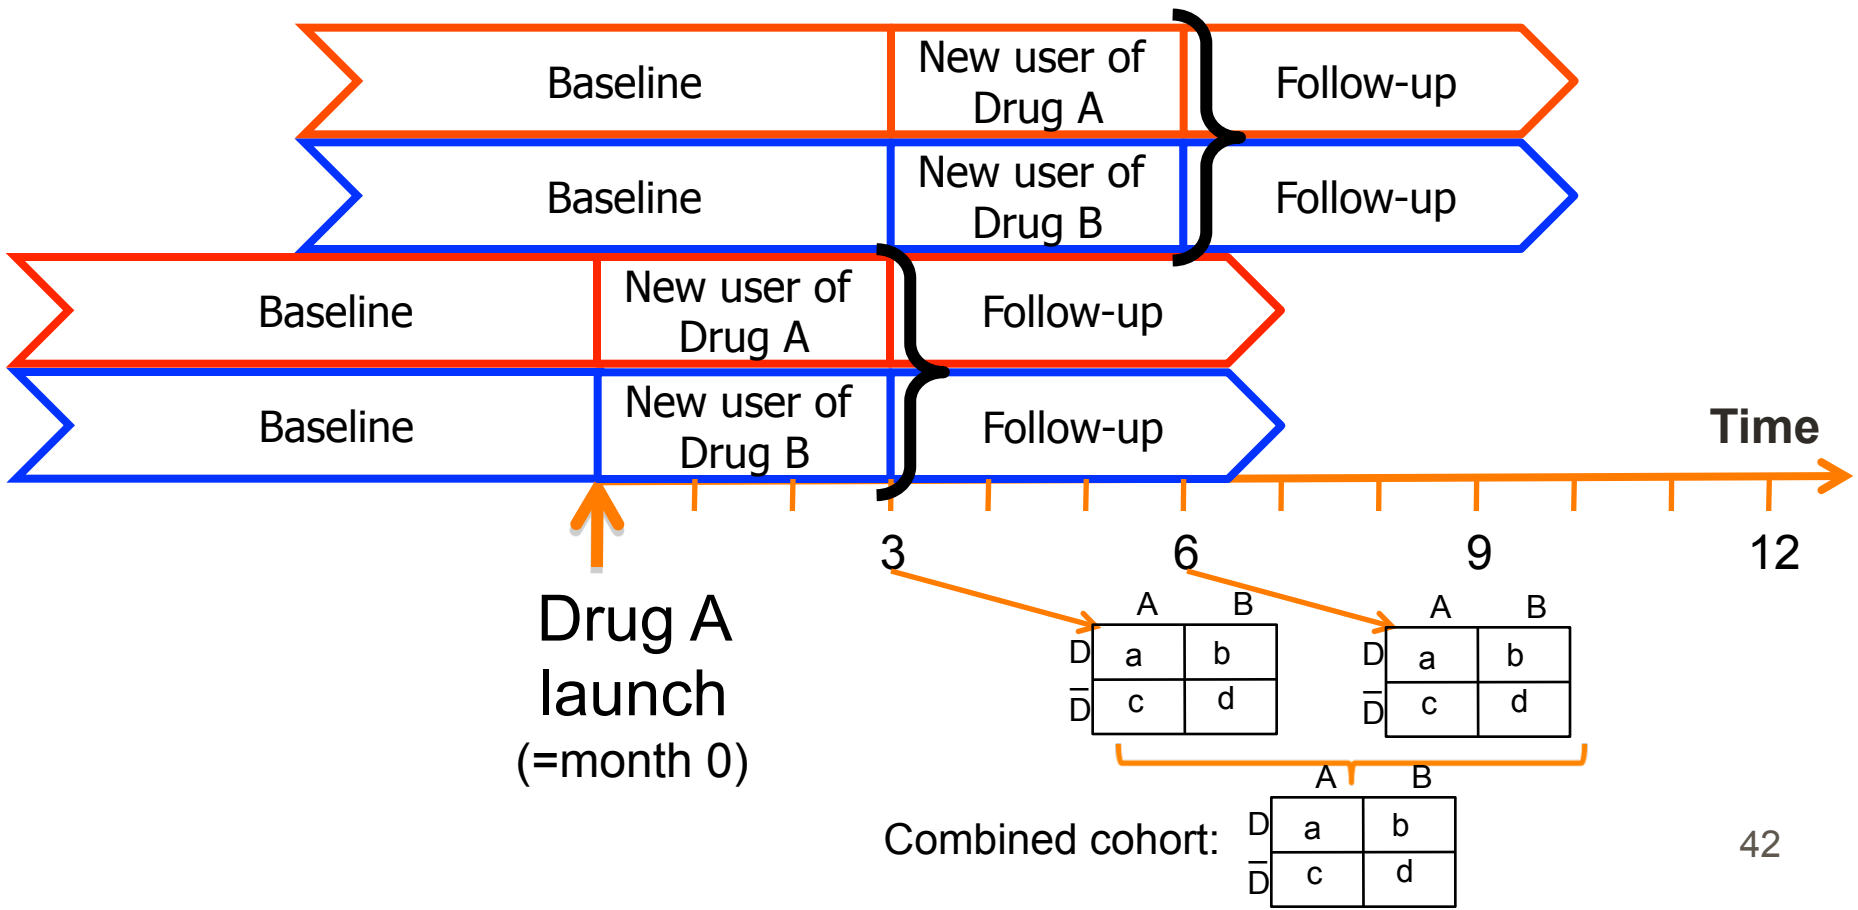 Baseline
New user of
Drug A
Follow-up
Baseline
New user of
Drug B
Follow-up
Baseline
New user of
Drug A
Follow-up
Baseline
New user of
Drug B
Follow-up
Time
3 6 9 12
Drug A
launch
(=month 0)
A B
D a b
D̅ c d
A B
D a b
D̅ c d
Combined cohort:
A B
D a b
D̅ c d
42